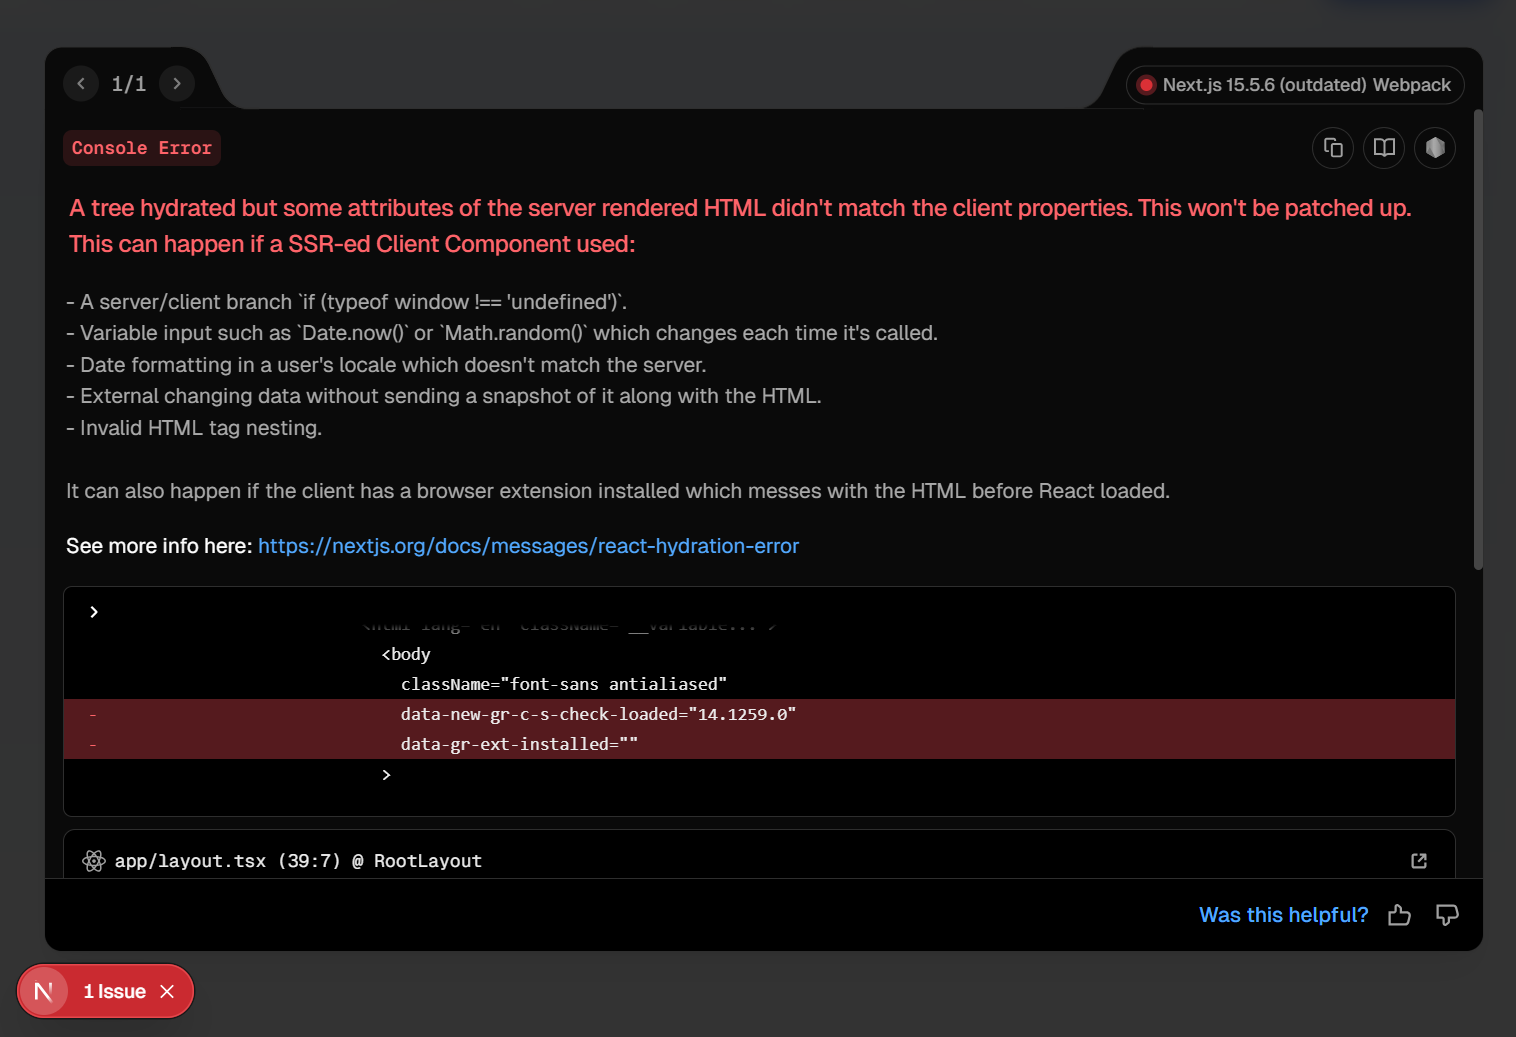 1/1
Next.js 15.5.6 (outdated) Webpack
Console Error
A tree hydrated but some attributes of the server rendered HTML didn't match the client properties. This won't be patched up.
This can happen if a SSR-ed Client Component used:
- A server/client branch `if (typeof window !== 'undefined')`.
- Variable input such as `Date.now()` or `Math.random()` which changes each time it's called.
- Date formatting in a user's locale which doesn't match the server.
- External changing data without sending a snapshot of it along with the HTML.
- Invalid HTML tag nesting.
It can also happen if the client has a browser extension installed which messes with the HTML before React loaded.
See more info here: https://nextjs.org/docs/messages/react-hydration-error
<html lang="en" className="__variable...">
<body
className="font-sans antialiased"
- data-new-gr-c-s-check-loaded="14.1259.0"
- data-gr-ext-installed=""
>
app/layout.tsx (39:7) @ RootLayout
Was this helpful?
N 1 Issue